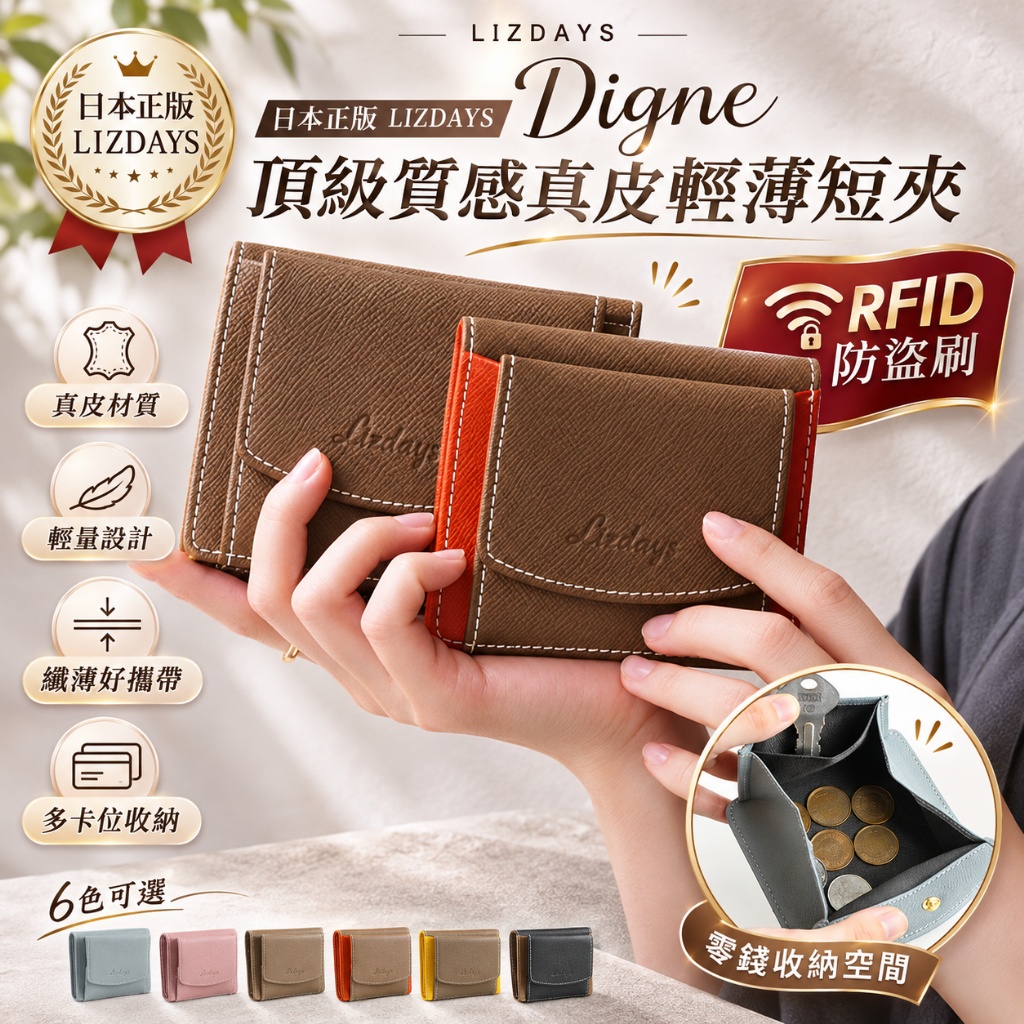 LIZDAYS
日本正版
LIZDAYS
日本正版 LIZDAYS
Digne
頂級質感真皮輕薄短夾
RFID
防盜刷
真皮材質
輕量設計
纖薄好攜帶
多卡位收納
Lizdays
Lizdays
6色可選
零錢收納空間